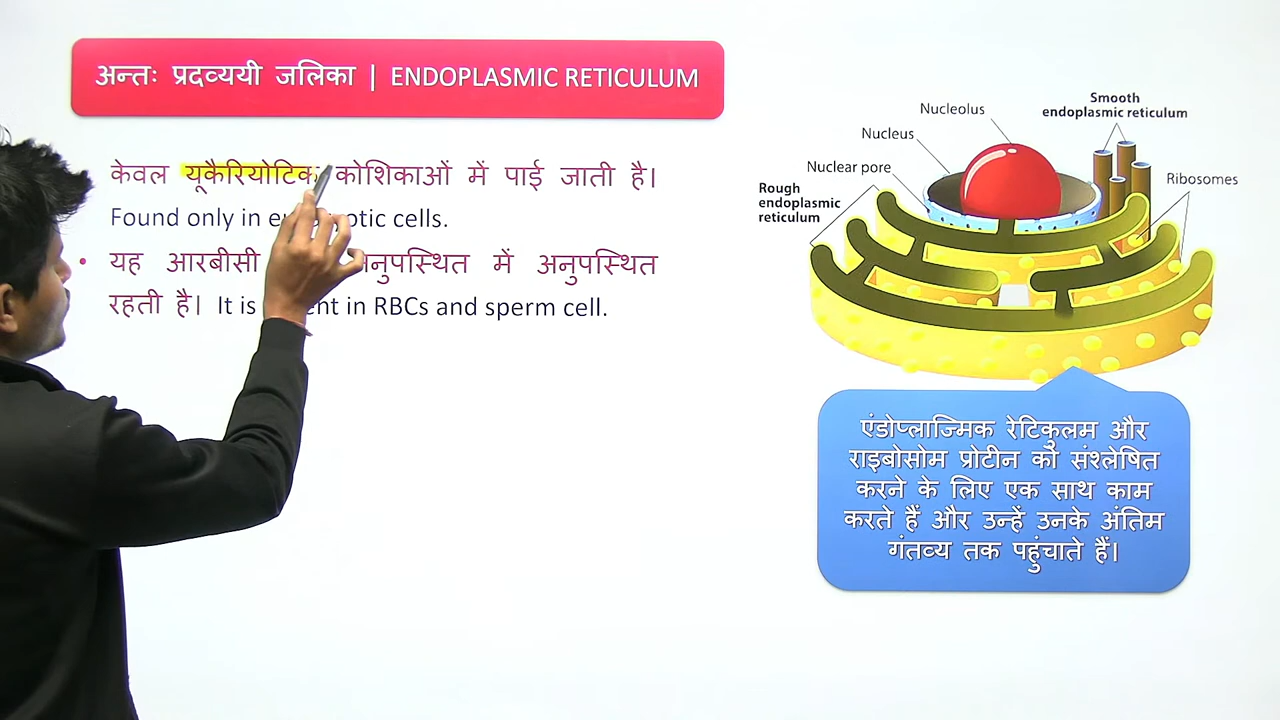 अन्तः प्रदव्ययी जलिका | ENDOPLASMIC RETICULUM
केवल यूकैरियोटिक कोशिकाओं में पाई जाती है।
Found only in cells.
यह आरबीसी अनुपस्थित में अनुपस्थित
रहती है। It is in RBCs and sperm cell.
Nucleolus
Smooth
endoplasmic reticulum
Nucleus
Nuclear pore
Ribosomes
Rough
endoplasmic
reticulum
एंडोप्लाज्मिक रेटिकुलम और
राइबोसोम प्रोटीन को संश्लेषित
करने के लिए एक साथ काम
करते हैं और उन्हें उनके अंतिम
गंतव्य तक पहुंचाते हैं।